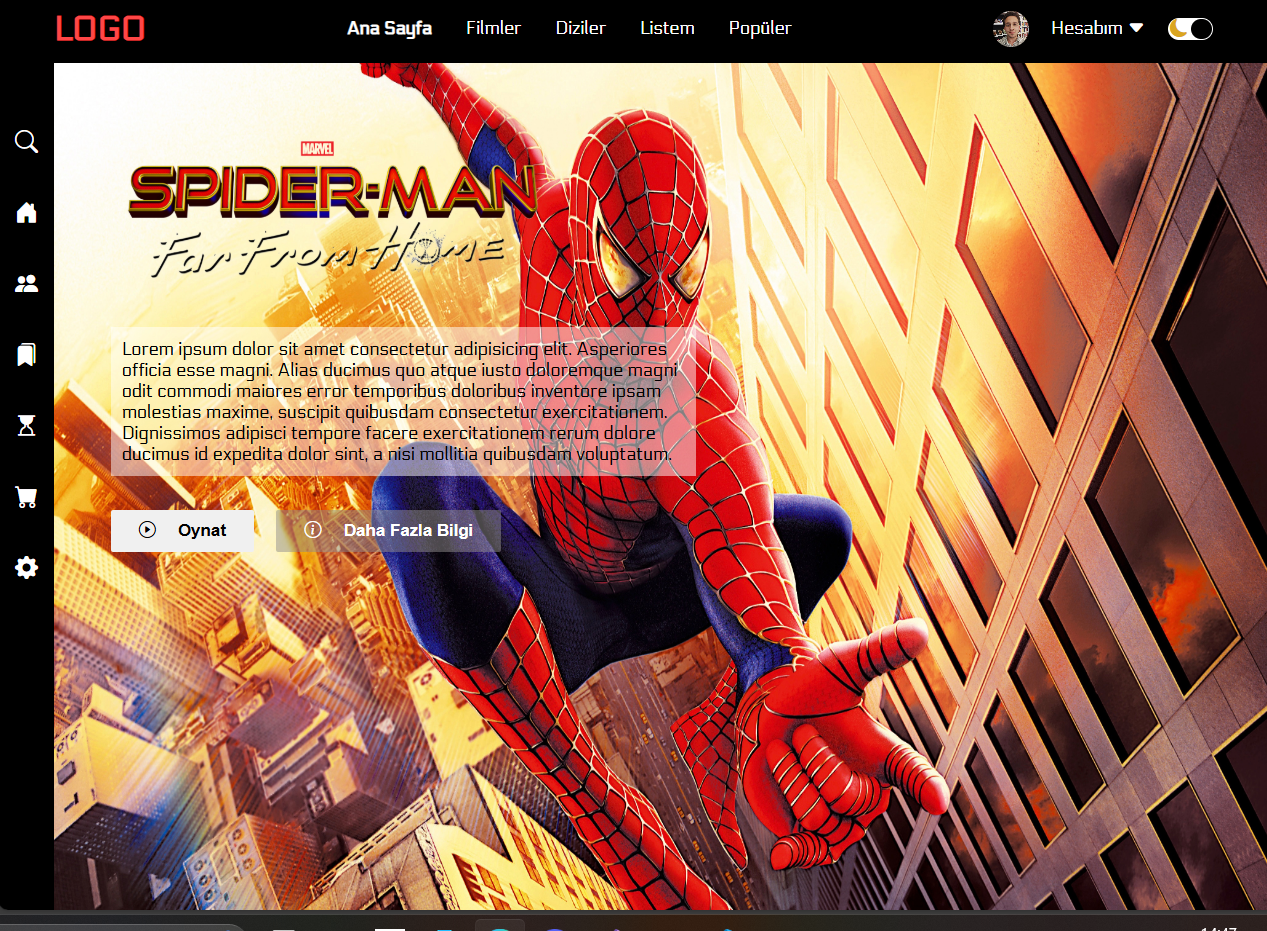 LOGO
Ana Sayfa
Filmler
Diziler
Listem
Popüler
Hesabım
MARVEL
SPIDER-MAN
Far From Home
Lorem ipsum dolor sit amet consectetur adipisicing elit. Asperiores
officia esse magni. Alias ducimus quo atque iusto doloremque magni
odit commodi maiores error temporibus doloribus inventore ipsam
molestias maxime, suscipit quibusdam consectetur exercitationem.
Dignissimos adipisci tempore facere exercitationem rerum dolore
ducimus id expedita dolor sint, a nisi mollitia quibusdam voluptatum.
Oynat
Daha Fazla Bilgi